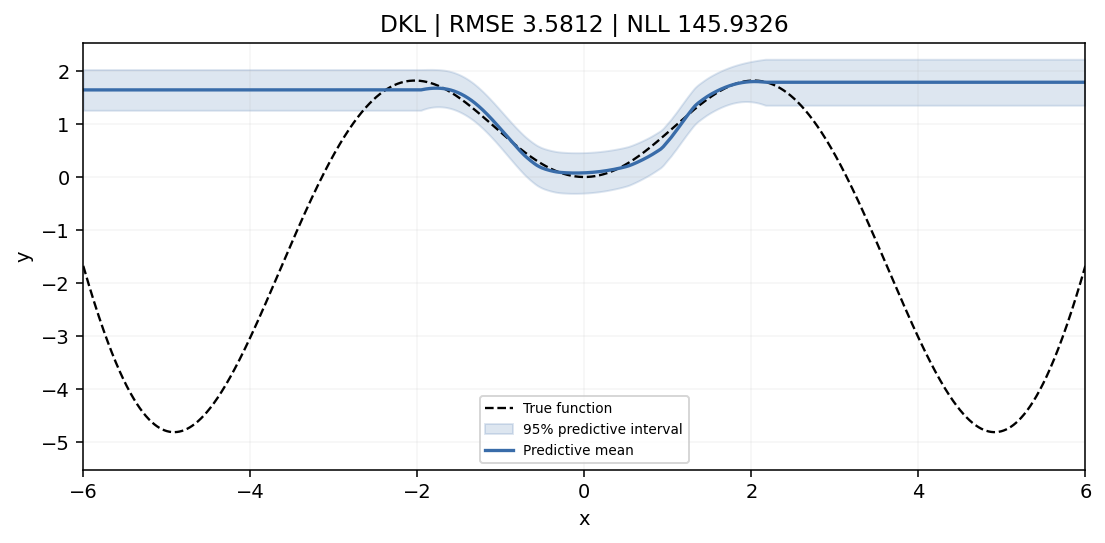 DKL | RMSE 3.5812 | NLL 145.9326
2
1
0
−1
−2
−3
−4
−5
y
True function
95% predictive interval
Predictive mean
−6 −4 −2 0 2 4 6
x